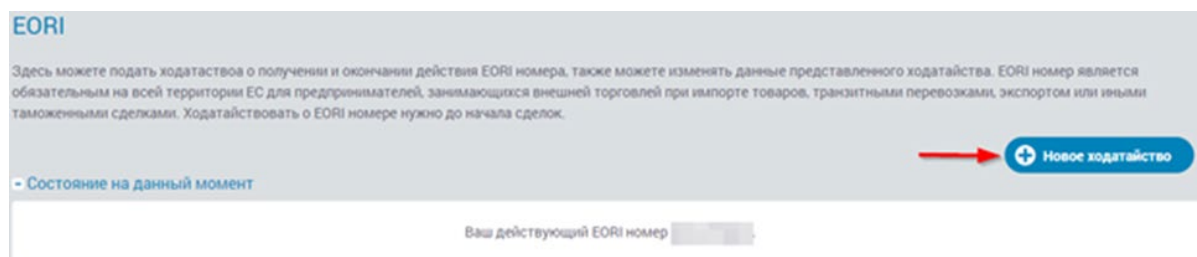 EORI
Здесь можете подать ходатаствоа о получении и окончании действия EORI номера, также можете изменять данные представленного ходатайства. EORI номер является
обязательным на всей территории ЕС для предпринимателей, занимающихся внешней торговлей при импорте товаров, транзитными перевозками, экспортом или иными
таможенными сделками. Ходатайствовать о EORI номере нужно до начала сделок.
Новое ходатайство
Состояние на данный момент
Ваш действующий EORI номер .